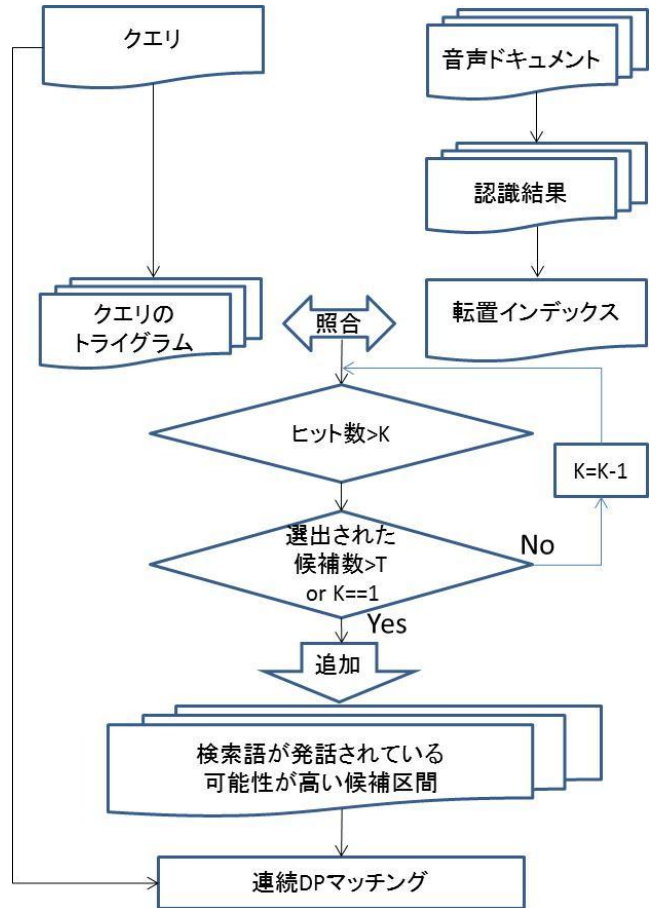 クエリ
音声ドキュメント
認識結果
クエリの
トライグラム
照合
転置インデックス
ヒット数>K
K=K-1
選出された
候補数>T
or K==1
No
Yes
追加
検索語が発話されている
可能性が高い候補区間
連続DPマッチング